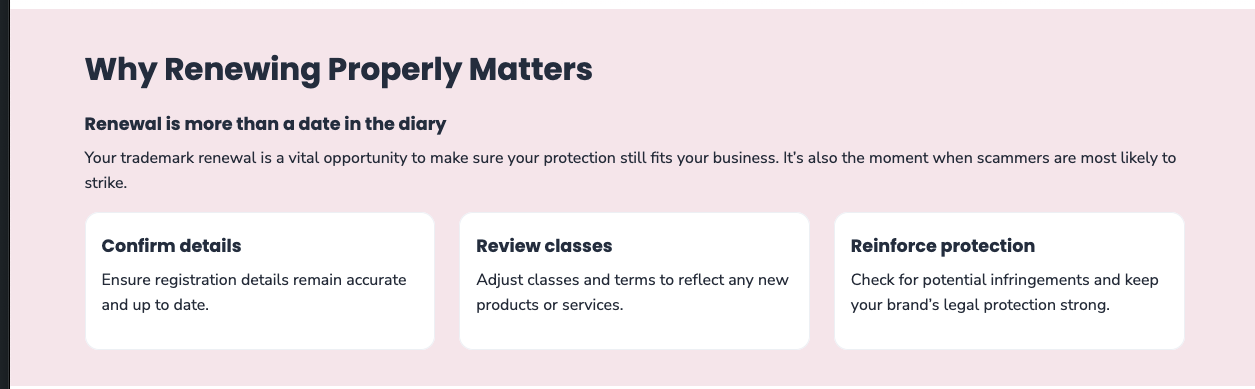 Why Renewing Properly Matters
Renewal is more than a date in the diary
Your trademark renewal is a vital opportunity to make sure your protection still fits your business. It’s also the moment when scammers are most likely to
strike.
Confirm details
Ensure registration details remain accurate
and up to date.
Review classes
Adjust classes and terms to reflect any new
products or services.
Reinforce protection
Check for potential infringements and keep
your brand’s legal protection strong.